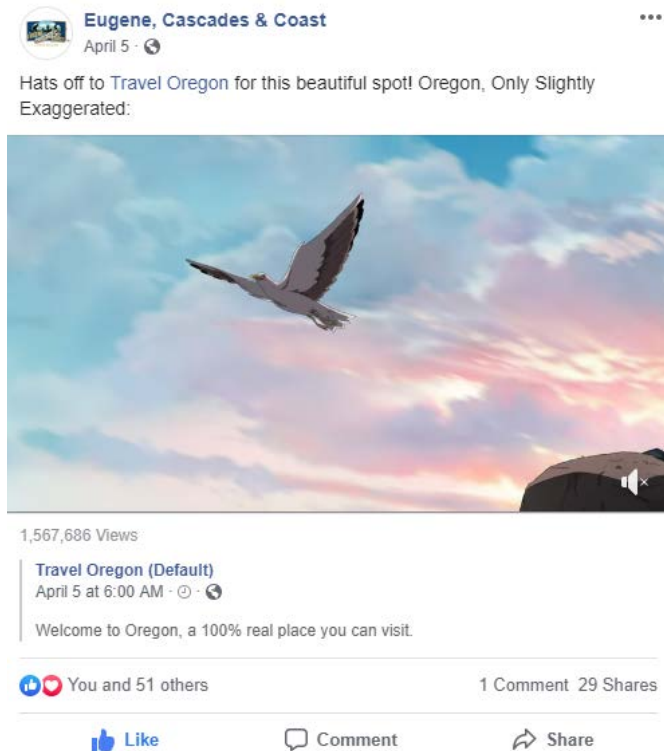 Eugene, Cascades & Coast
April 5 ·
Hats off to Travel Oregon for this beautiful spot! Oregon, Only Slightly
Exaggerated:
1,567,686 Views
Travel Oregon (Default)
April 5 at 6:00 AM · ·
Welcome to Oregon, a 100% real place you can visit.
You and 51 others 1 Comment 29 Shares
Like Comment Share